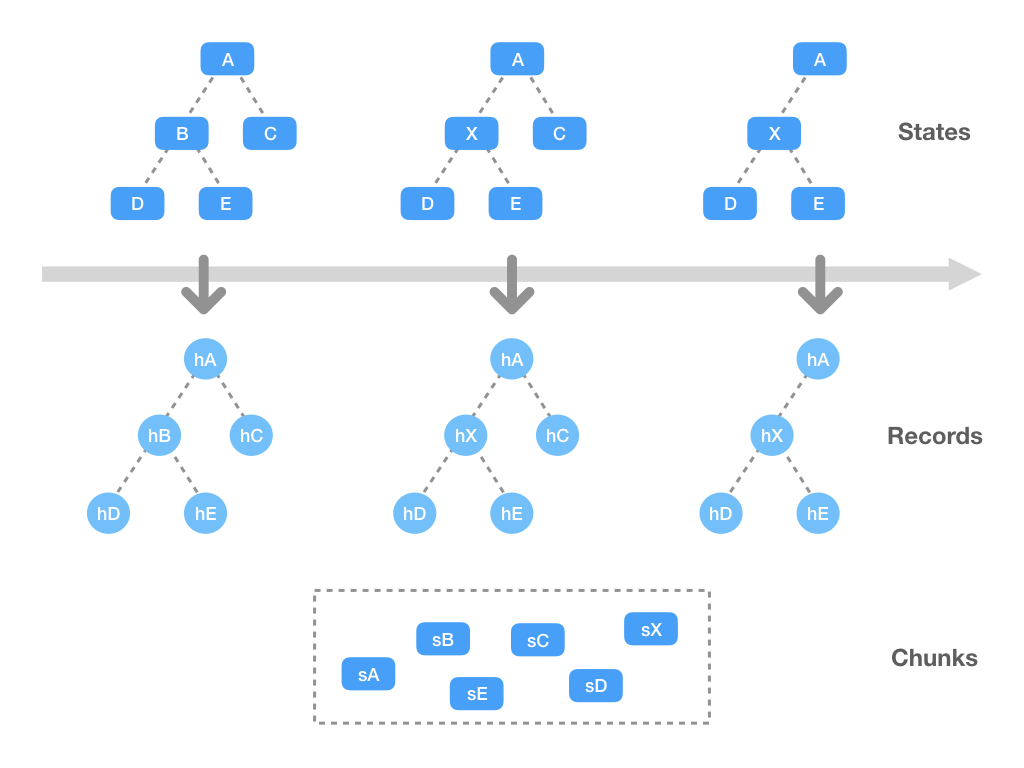 A A A
B C X C X States
D E D E D E
hA hA hA
hB hC hX hC hX Records
hD hE hD hE hD hE
sB sC sX
sA sE sD Chunks